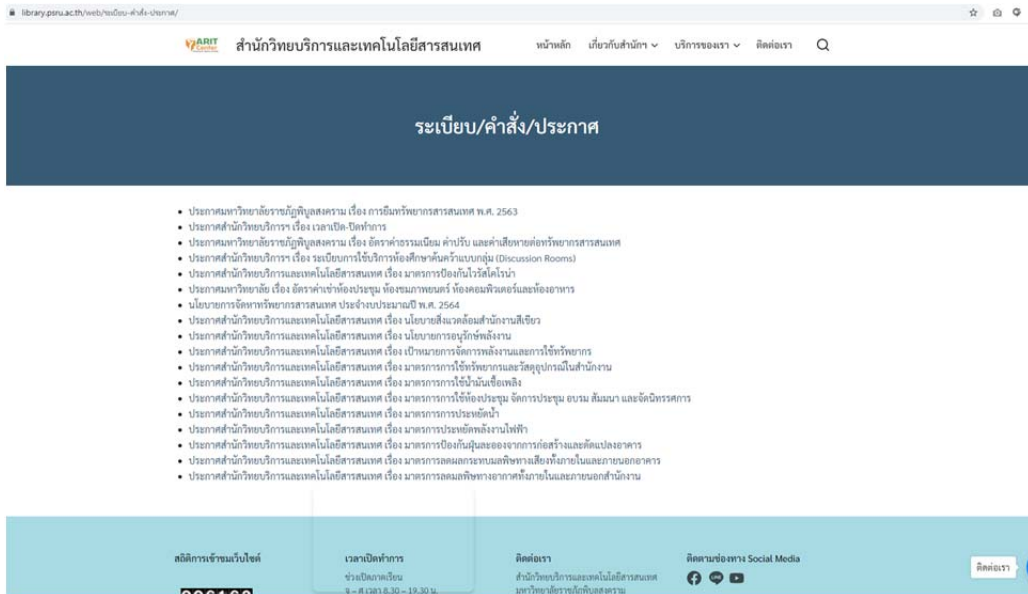 library.psru.ac.th/web/ระเบียบ-คำสั่ง-ประกาศ/
ARIT
Center
สำนักวิทยบริการและเทคโนโลยีสารสนเทศ
หน้าหลัก เกี่ยวกับสำนักฯ บริการของเรา ติดต่อเรา
ระเบียบ/คำสั่ง/ประกาศ
ประกาศมหาวิทยาลัยราชภัฏพิบูลสงคราม เรื่อง การยืมทรัพยากรสารสนเทศ พ.ศ. 2563
ประกาศสำนักวิทยบริการฯ เรื่อง เวลาเปิด-ปิดทำการ
ประกาศมหาวิทยาลัยราชภัฏพิบูลสงคราม เรื่อง อัตราค่าธรรมเนียม ค่าปรับ และค่าเสียหายต่อทรัพยากรสารสนเทศ
ประกาศสำนักวิทยบริการฯ เรื่อง ระเบียบการใช้บริการห้องศึกษาค้นคว้าแบบกลุ่ม (Discussion Rooms)
ประกาศสำนักวิทยบริการและเทคโนโลยีสารสนเทศ เรื่อง มาตรการป้องกันไวรัสโคโรน่า
ประกาศมหาวิทยาลัย เรื่อง อัตราค่าเช่าห้องประชุม ห้องชมภาพยนตร์ ห้องคอมพิวเตอร์และห้องอาหาร
นโยบายการจัดหาทรัพยากรสารสนเทศ ประจำงบประมาณปี พ.ศ. 2564
ประกาศสำนักวิทยบริการและเทคโนโลยีสารสนเทศ เรื่อง นโยบายสิ่งแวดล้อมสำนักงานสีเขียว
ประกาศสำนักวิทยบริการและเทคโนโลยีสารสนเทศ เรื่อง นโยบายการอนุรักษ์พลังงาน
ประกาศสำนักวิทยบริการและเทคโนโลยีสารสนเทศ เรื่อง เป้าหมายการจัดการพลังงานและการใช้ทรัพยากร
ประกาศสำนักวิทยบริการและเทคโนโลยีสารสนเทศ เรื่อง มาตรการการใช้ทรัพยากรและวัสดุอุปกรณ์ในสำนักงาน
ประกาศสำนักวิทยบริการและเทคโนโลยีสารสนเทศ เรื่อง มาตรการการใช้น้ำมันเชื้อเพลิง
ประกาศสำนักวิทยบริการและเทคโนโลยีสารสนเทศ เรื่อง มาตรการการใช้ห้องประชุม จัดการประชุม อบรม สัมมนา และจัดนิทรรศการ
ประกาศสำนักวิทยบริการและเทคโนโลยีสารสนเทศ เรื่อง มาตรการการประหยัดน้ำ
ประกาศสำนักวิทยบริการและเทคโนโลยีสารสนเทศ เรื่อง มาตรการประหยัดพลังงานไฟฟ้า
ประกาศสำนักวิทยบริการและเทคโนโลยีสารสนเทศ เรื่อง มาตรการป้องกันฝุ่นละอองจากการก่อสร้างและดัดแปลงอาคาร
ประกาศสำนักวิทยบริการและเทคโนโลยีสารสนเทศ เรื่อง มาตรการลดผลกระทบมลพิษทางเสียงทั้งภายในและภายนอกอาคาร
ประกาศสำนักวิทยบริการและเทคโนโลยีสารสนเทศ เรื่อง มาตรการลดมลพิษทางอากาศทั้งภายในและภายนอกสำนักงาน
สถิติการเข้าชมเว็บไซต์ เวลาเปิดทำการ ติดต่อเรา ติดตามช่องทาง Social Media
ติดต่อเรา
ช่วงเปิดภาคเรียน สำนักวิทยบริการและเทคโนโลยีสารสนเทศ
จ – ศ เวลา 8.30 – 19.30 น. มหาวิทยาลัยราชภัฏพิบูลสงคราม